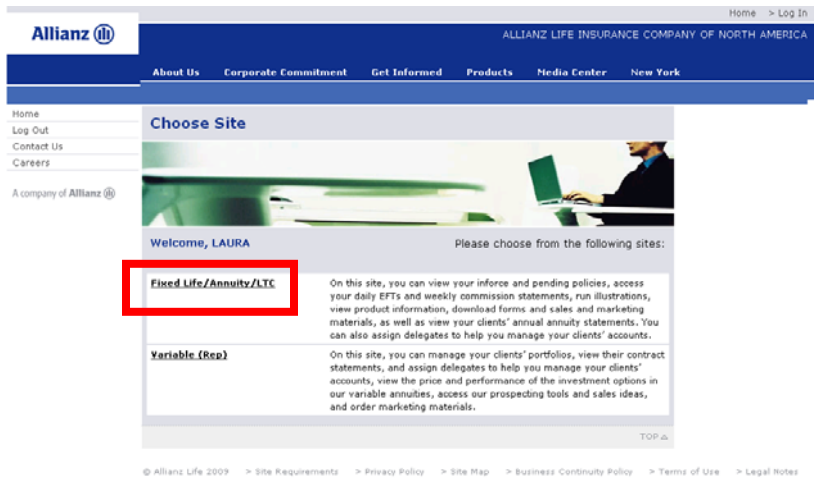 Home > Log In
Allianz
ALLIANZ LIFE INSURANCE COMPANY OF NORTH AMERICA
About Us Corporate Commitment Get Informed Products Media Center New York
Home
Log Out
Contact Us
Careers
A company of Allianz
Choose Site
Welcome, LAURA
Please choose from the following sites:
Fixed Life/Annuity/LTC
On this site, you can view your inforce and pending policies, access
your daily EFTs and weekly commission statements, run illustrations,
view product information, download forms and sales and marketing
materials, as well as view your clients' annual annuity statements. You
can also assign delegates to help you manage your clients' accounts.
Variable (Rep)
On this site, you can manage your clients' portfolios, view their contract
statements, and assign delegates to help you manage your clients'
accounts, view the price and performance of the investment options in
our variable annuities, access our prospecting tools and sales ideas,
and order marketing materials.
TOP
© Allianz Life 2009 > Site Requirements > Privacy Policy > Site Map > Business Continuity Policy > Terms of Use > Legal Notes